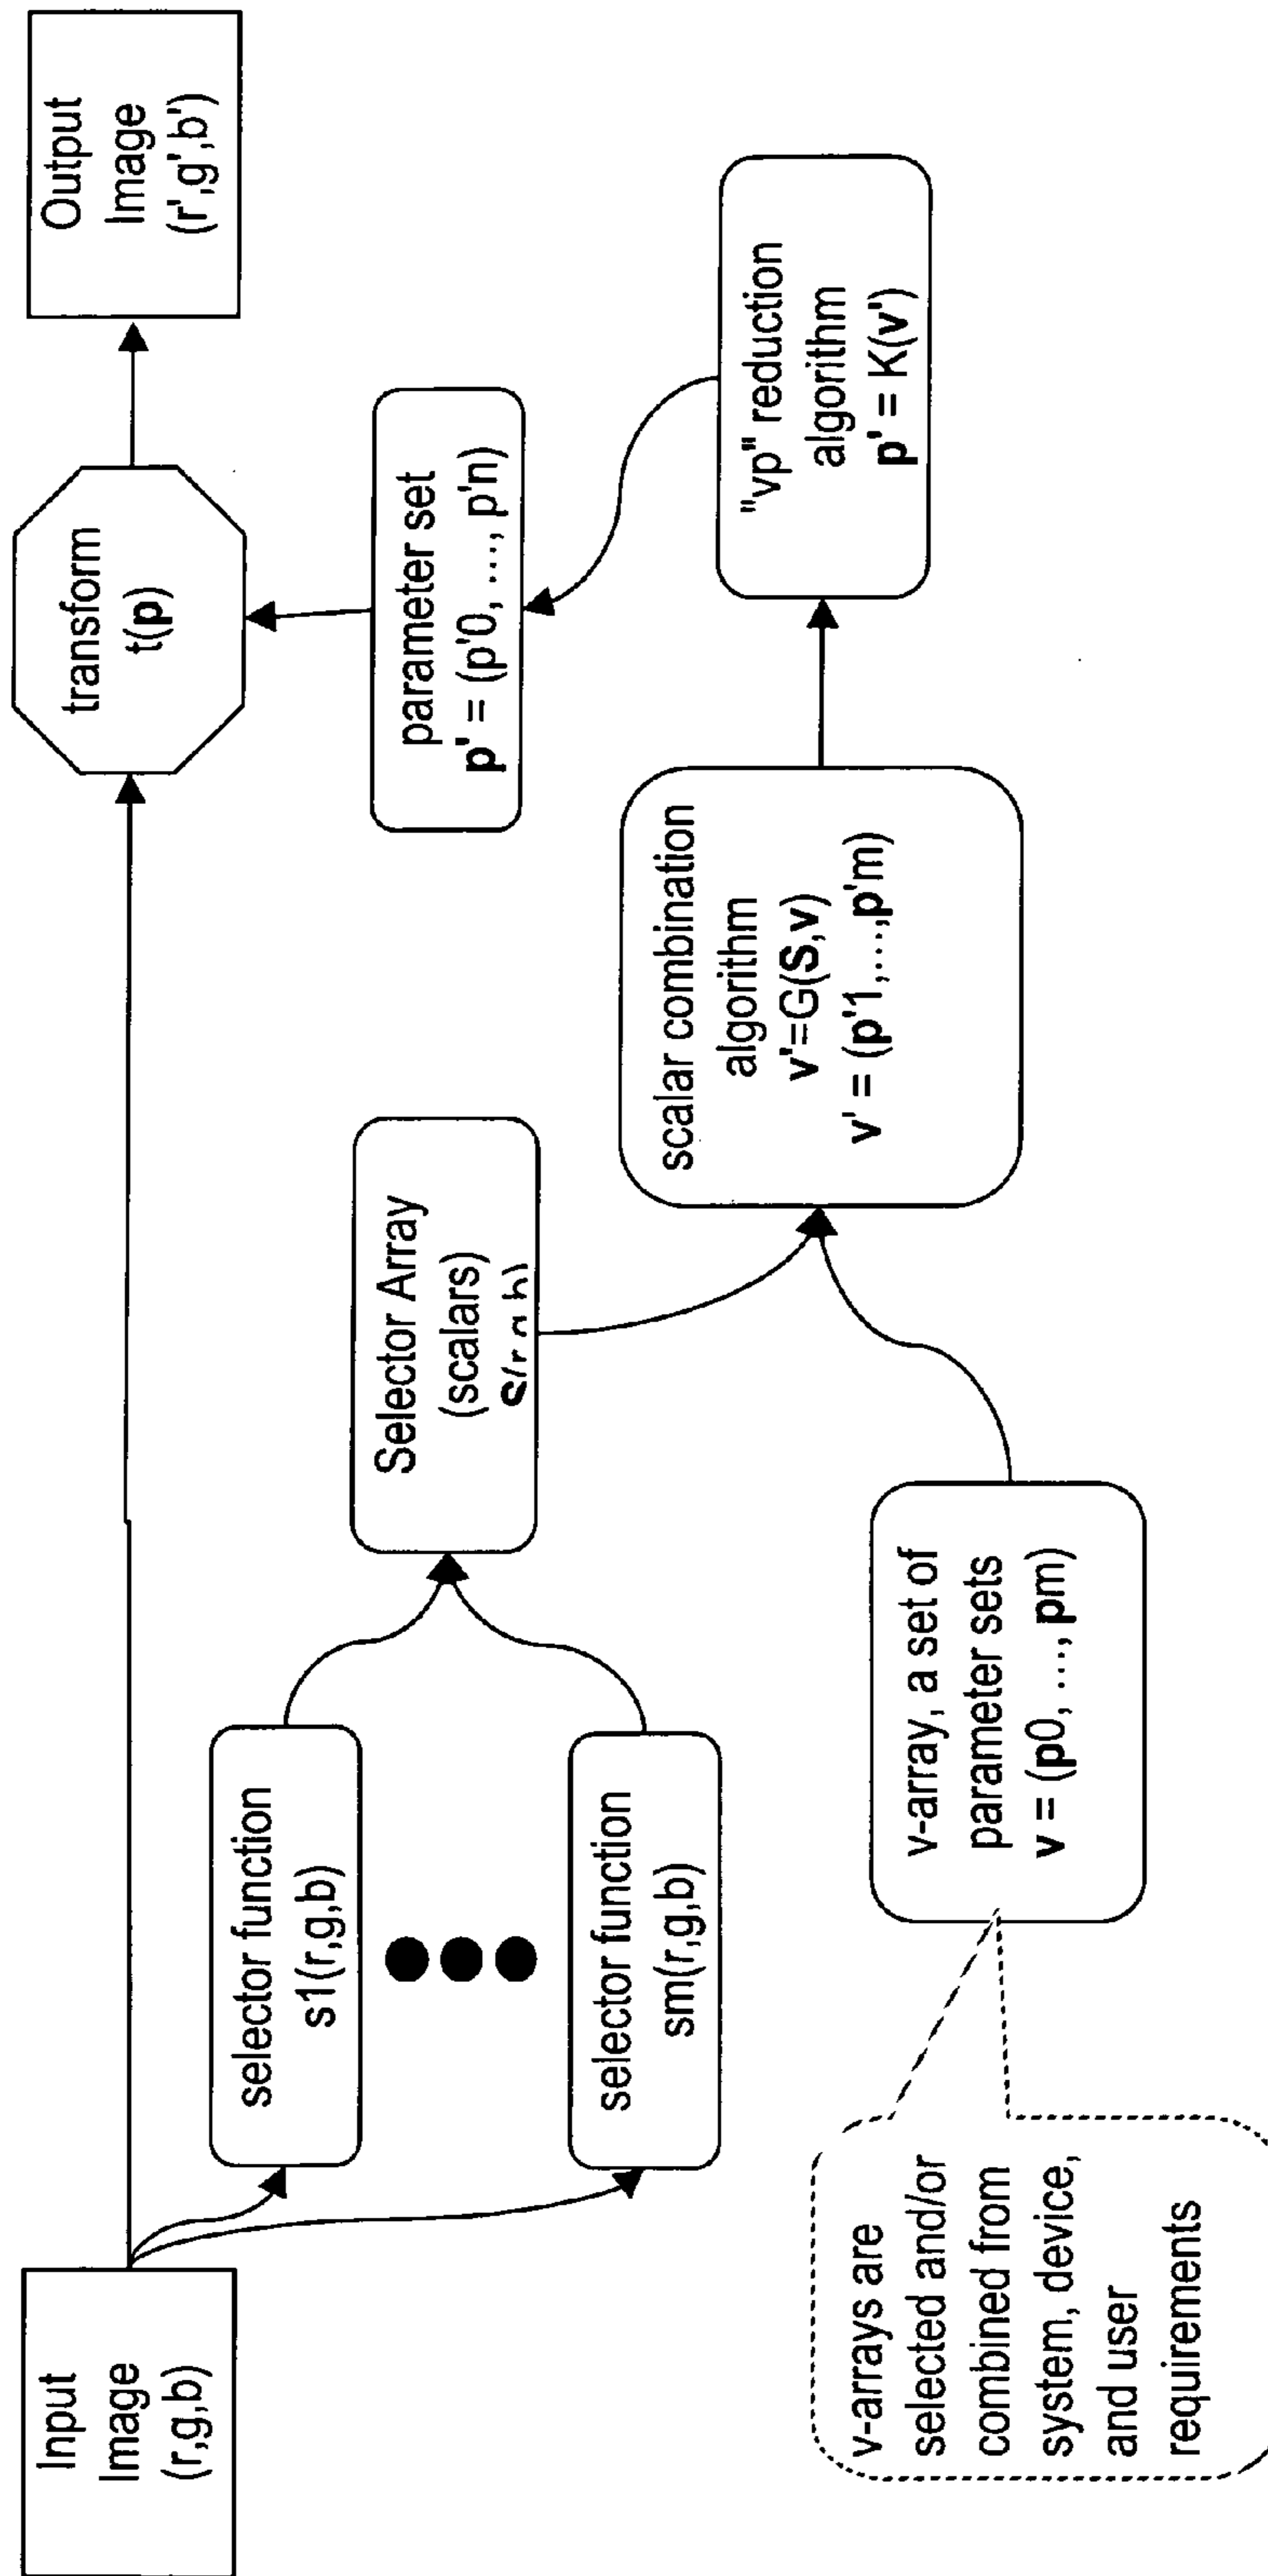 Input
Image
(r,g,b)
selector function
s1(r,g,b)
selector function
sm(r,g,b)
v-arrays are
selected and/or
combined from
system, device,
and user
requirements
v-array, a set of
parameter sets
v = (p0, ..., pm)
Selector Array
(scalars)
scalar combination
algorithm
v'=G(S,v)
v' = (p'1,...,p'm)
"vp" reduction
algorithm
p' = K(v')
parameter set
p' = (p'0, ..., p'n)
transform
t(p)
Output
Image
(r',g',b')